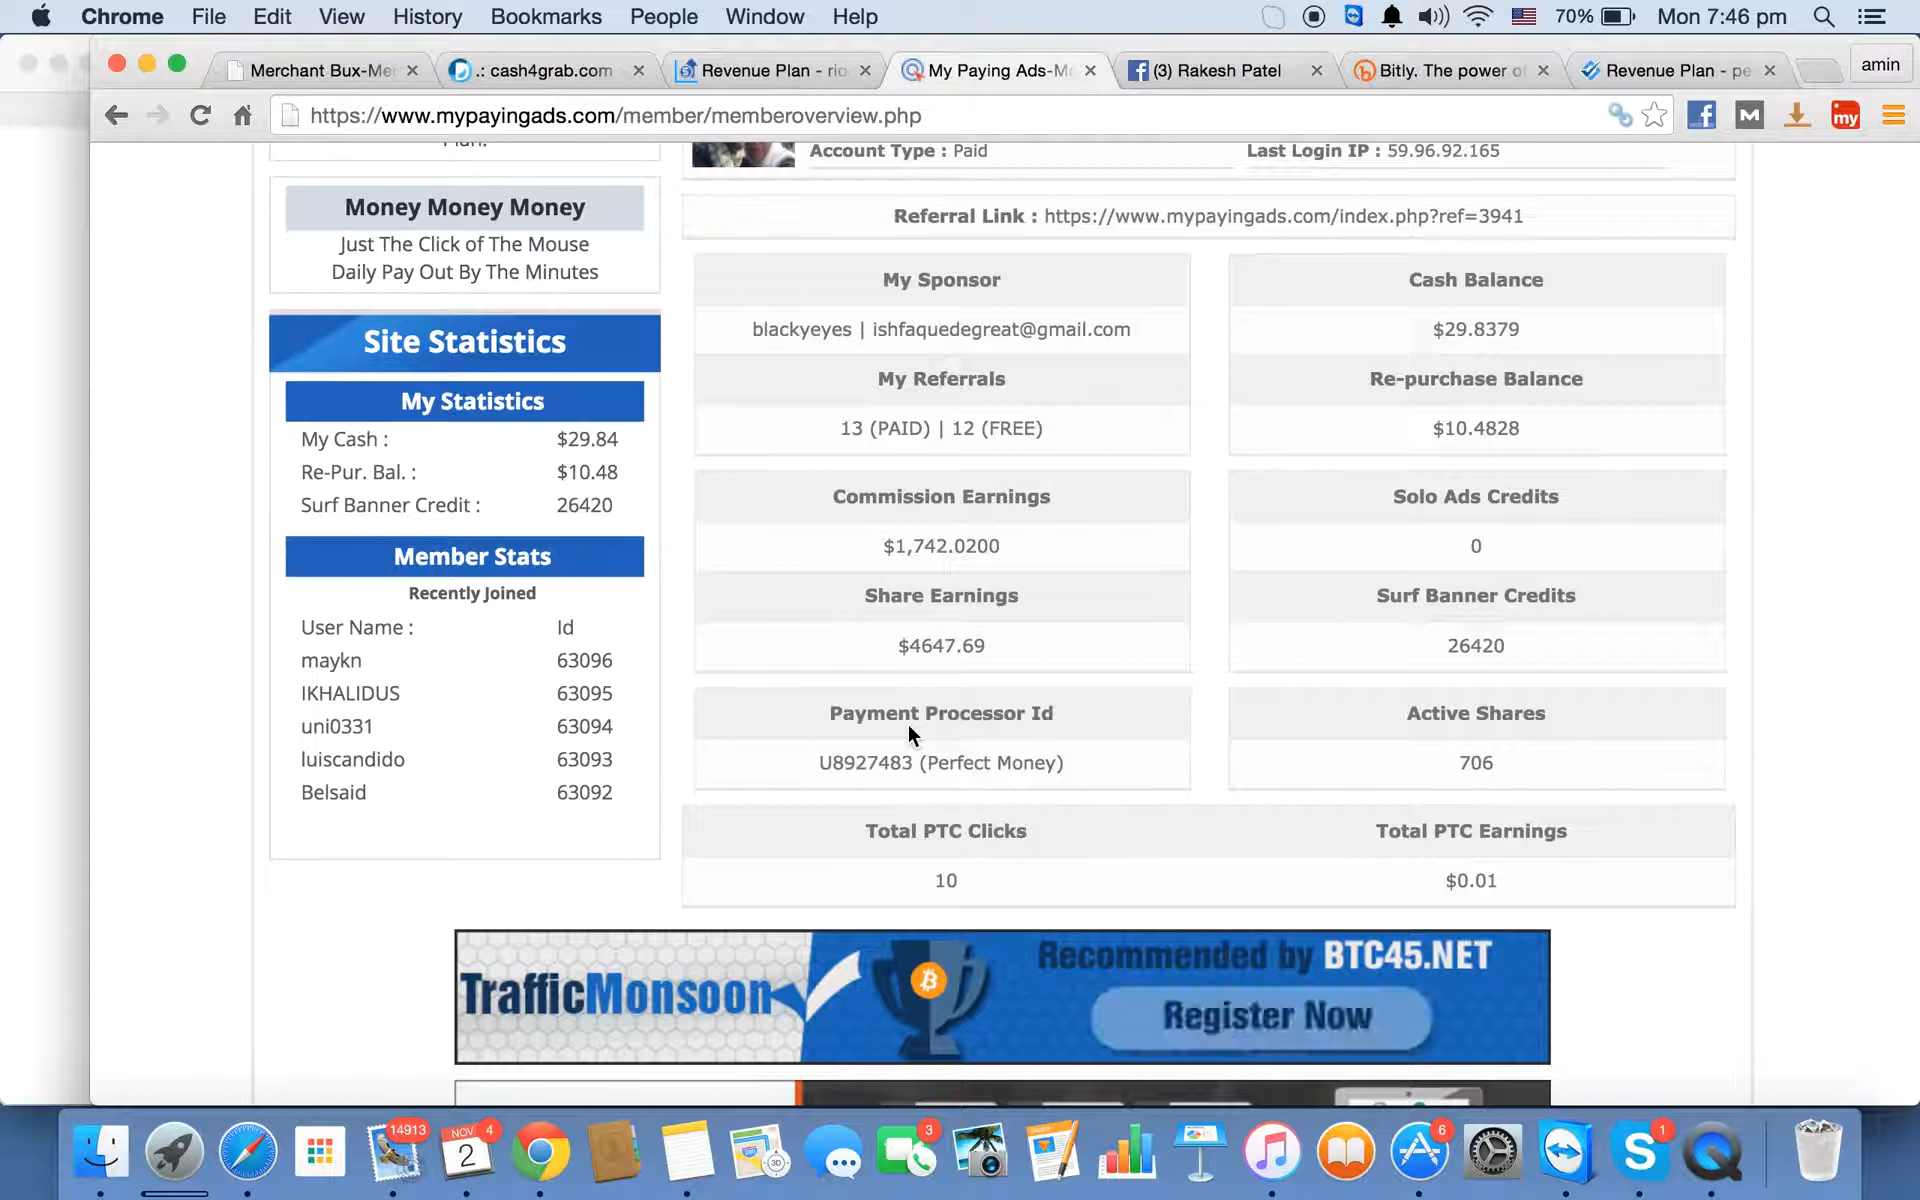 Chrome File Edit View History Bookmarks People Window Help 70% Mon 7:46 pm
Merchant Bux-Me
.: cash4grab.com
Revenue Plan - rio
My Paying Ads-M
(3) Rakesh Patel
Bitly. The power o
Revenue Plan - pe
amin
https://www.mypayingads.com/member/memberoverview.php
my
Plan.
Account Type : Paid
Last Login IP : 59.96.92.165
Money Money Money
Just The Click of The Mouse
Daily Pay Out By The Minutes
Referral Link : https://www.mypayingads.com/index.php?ref=3941
Site Statistics
My Statistics
My Cash : $29.84
Re-Pur. Bal. : $10.48
Surf Banner Credit : 26420
Member Stats
Recently Joined
User Name : Id
maykn 63096
IKHALIDUS 63095
uni0331 63094
luiscandido 63093
Belsaid 63092
My Sponsor
blackyeyes | ishfaquedegreat@gmail.com
My Referrals
13 (PAID) | 12 (FREE)
Cash Balance
$29.8379
Re-purchase Balance
$10.4828
Commission Earnings
$1,742.0200
Share Earnings
$4647.69
Solo Ads Credits
0
Surf Banner Credits
26420
Payment Processor Id
U8927483 (Perfect Money)
Active Shares
706
Total PTC Clicks
10
Total PTC Earnings
$0.01
TrafficMonsoon
Recommended by BTC45.NET
Register Now
14913
NOV 4
2
3D
3
6
1